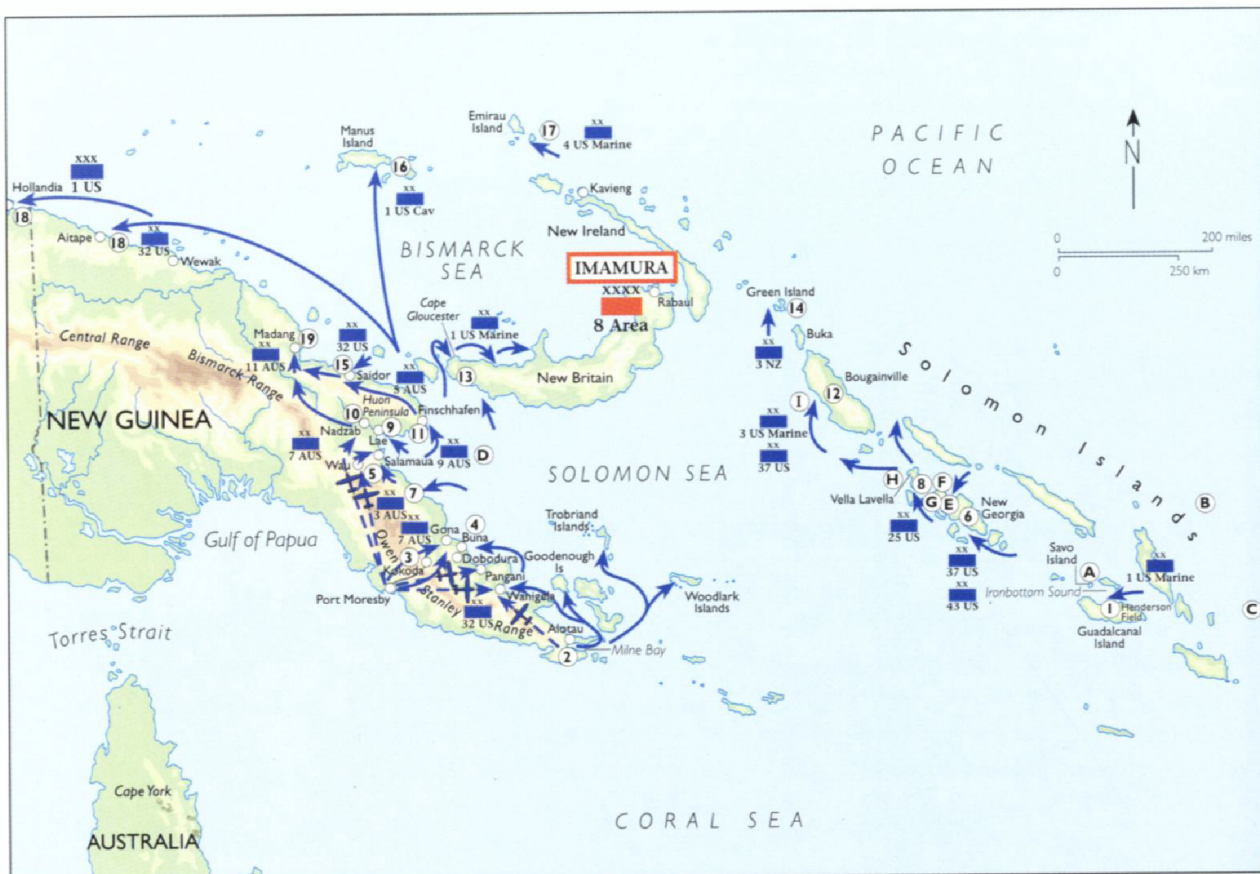 PACIFIC
OCEAN
N
0 200 miles
0 250 km
Emirau
Island
17
xx
4 US Marine
Manus
Island
16
xx
1 US Cav
xxx
1 US
Hollandia
18
Aitape
18
xx
32 US
Wewak
Kavieng
New Ireland
BISMARCK
SEA
IMAMURA
xxxx
8 Area
Rabaul
Cape
Gloucester
xx
1 US Marine
13
New Britain
Central Range
Bismarck Range
Madang
19
xx
11 AUS
xx
32 US
15
Saidor
xx
5 AUS
Huon
Peninsula
Finschhafen
11
10
Nadzab
9
Lae
NEW GUINEA
xx
7 AUS
Wau
5
Salamaua
xx
9 AUS
D
7
xx
3 AUS
xx
7 AUS
Gulf of Papua
Owen Stanley Range
3
Kokoda
4
Gona
Buna
Dobodura
Pangani
Wanigela
Port Moresby
xx
32 US
Goodenough
Is
Trobriand
Islands
Woodlark
Islands
Alotau
2
Milne Bay
SOLOMON SEA
Green Island
14
Buka
xx
3 NZ
Bougainville
12
I
xx
3 US Marine
xx
37 US
Solomon Islands
H
8
F
G
E
6
Vella Lavella
New
Georgia
xx
25 US
xx
37 US
xx
43 US
B
Savo
Island
A
xx
1 US Marine
Ironbottom Sound
1
Henderson
Field
Guadalcanal
Island
C
Torres Strait
Cape York
AUSTRALIA
CORAL SEA